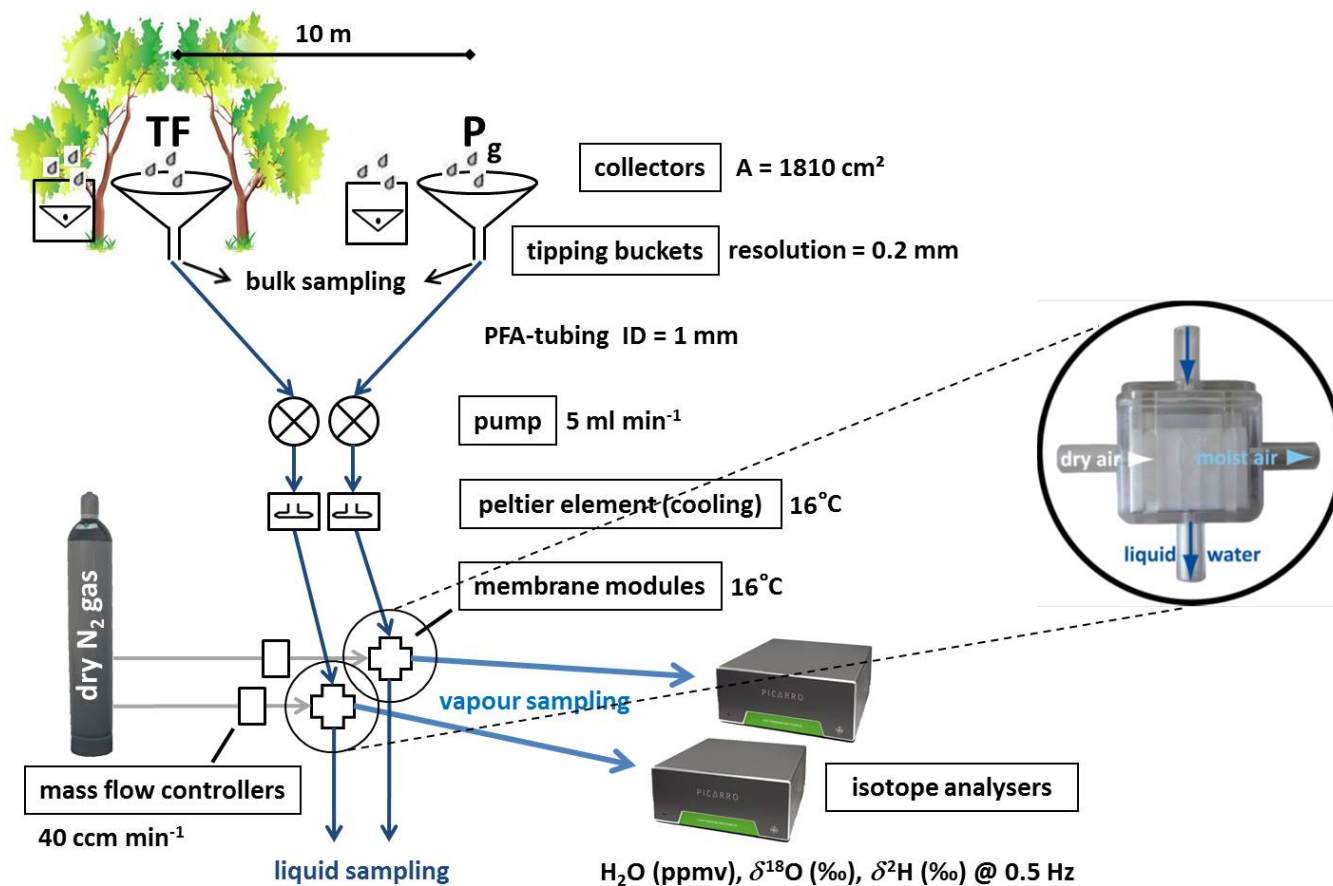 10 m
TF
Pg
collectors A = 1810 cm²
tipping buckets resolution = 0.2 mm
bulk sampling
PFA-tubing ID = 1 mm
pump 5 ml min⁻¹
peltier element (cooling) 16°C
membrane modules 16°C
dry air
moist air
liquid water
dry N₂ gas
vapour sampling
PICARRO
PICARRO
mass flow controllers
40 ccm min⁻¹
isotope analysers
liquid sampling
H₂O (ppmv), δ¹⁸O (‰), δ²H (‰) @ 0.5 Hz